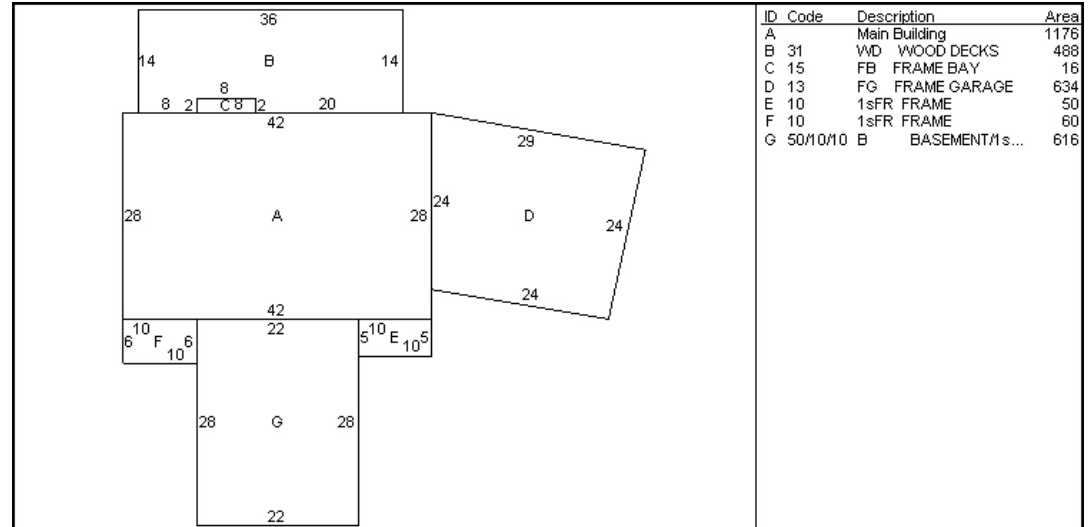 36
14 B 14
8
8 2 C 8 2 20
42
29
28 A 28 24 D 24
24
42
22
6 10 F 10 6
5 10 E 10 5
28 G 28
22
ID Code Description Area
A Main Building 1176
B 31 WD WOOD DECKS 488
C 15 FB FRAME BAY 16
D 13 FG FRAME GARAGE 634
E 10 1sFR FRAME 50
F 10 1sFR FRAME 60
G 50/10/10 B BASEMENT/1s... 616